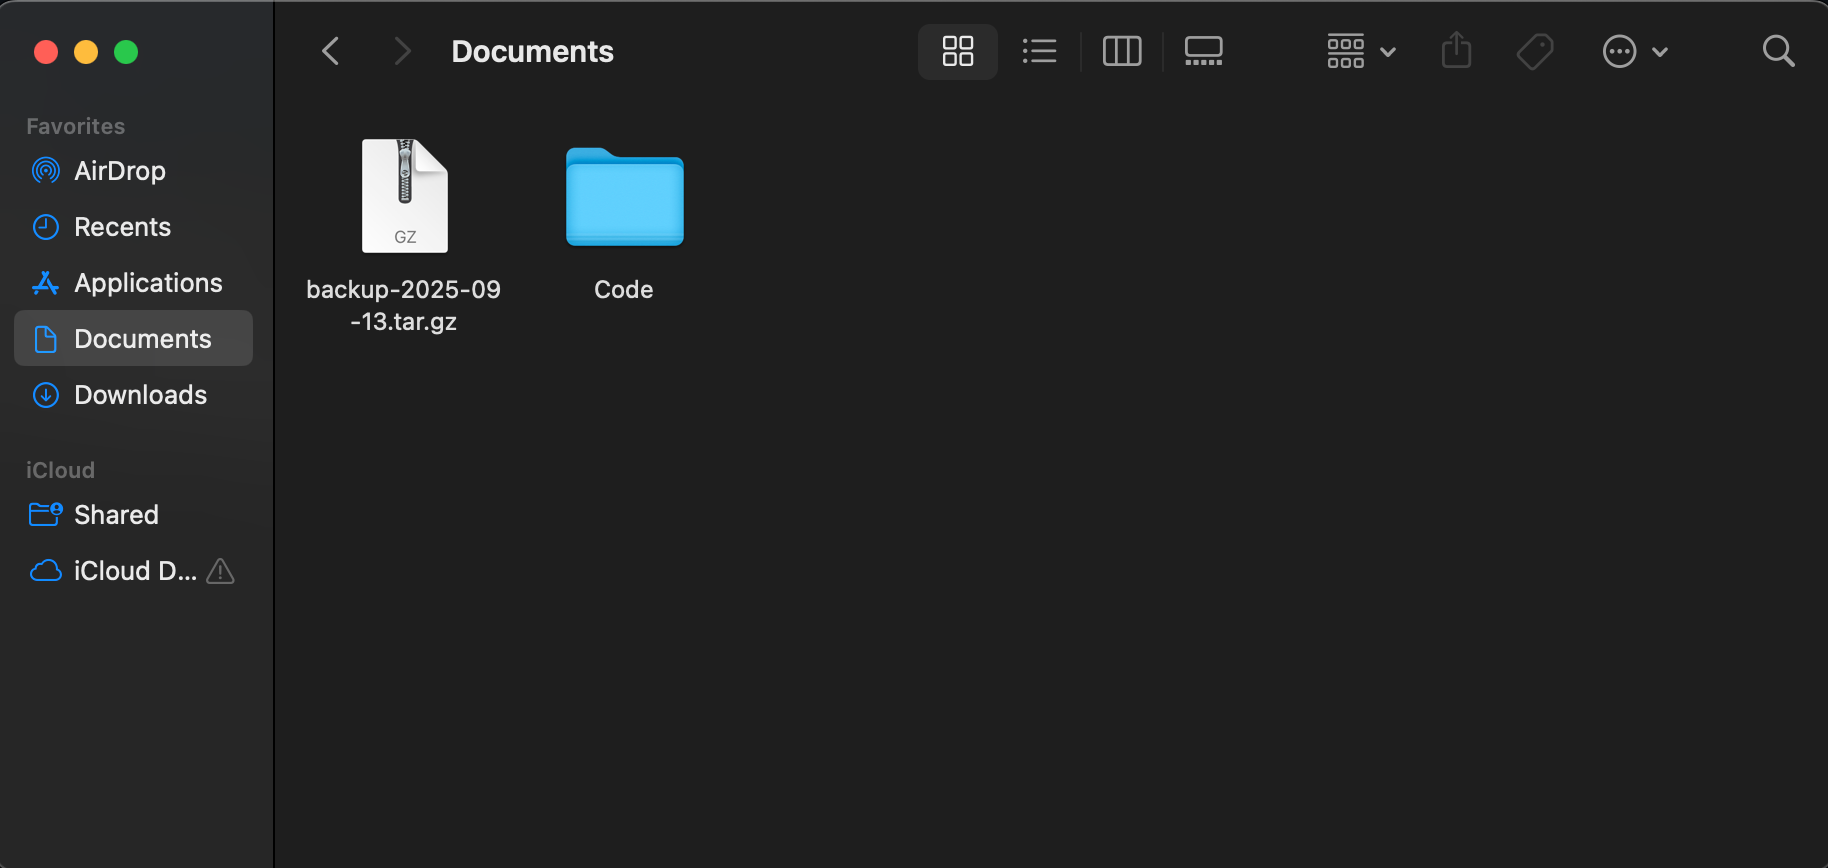 Documents
Favorites
AirDrop
Recents
Applications
Documents
Downloads
iCloud
Shared
iCloud D...
GZ
backup-2025-09
-13.tar.gz
Code